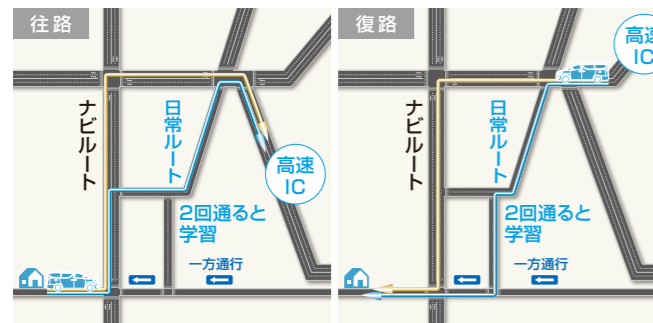 往路
ナビルート
日常ルート
高速
IC
2回通ると
学習
一方通行
復路
高速
IC
ナビルート
日常ルート
2回通ると
学習
一方通行